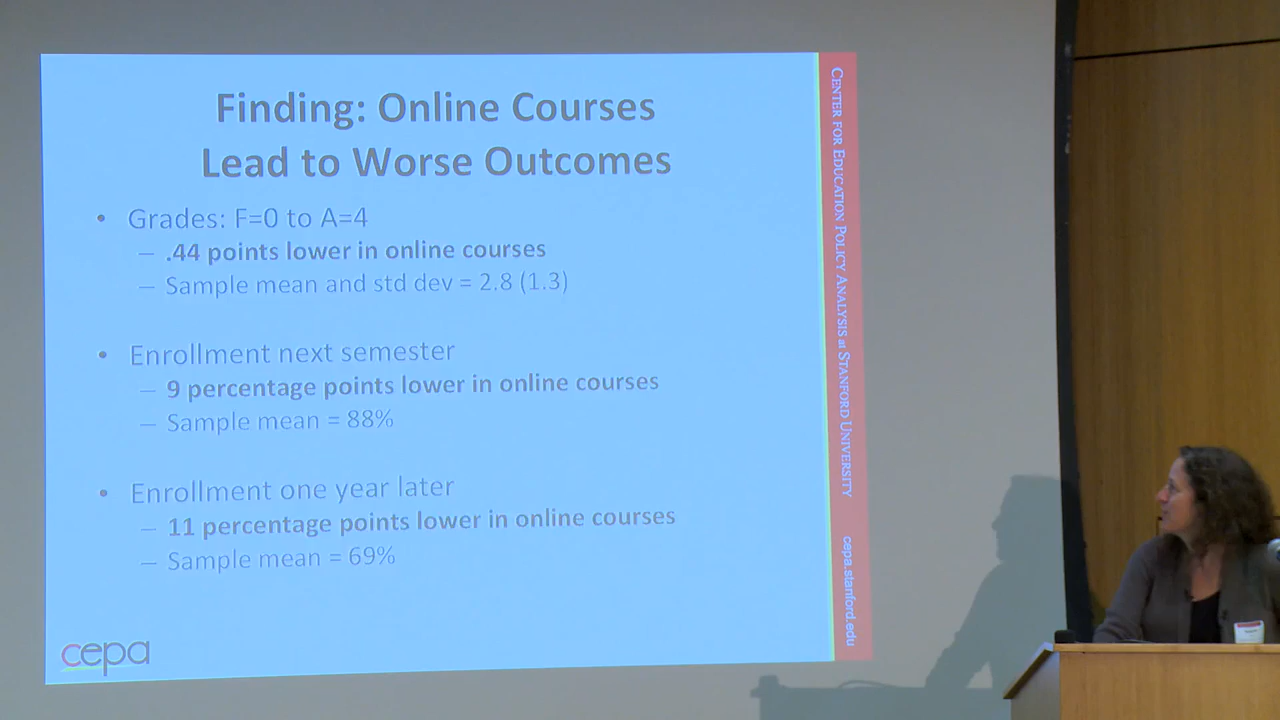 Finding: Online Courses
Lead to Worse Outcomes
• Grades: F=0 to A=4
– .44 points lower in online courses
– Sample mean and std dev = 2.8 (1.3)
• Enrollment next semester
– 9 percentage points lower in online courses
– Sample mean = 88%
• Enrollment one year later
– 11 percentage points lower in online courses
– Sample mean = 69%
cepa
CENTER FOR EDUCATION POLICY ANALYSIS at STANFORD UNIVERSITY
cepa.stanford.edu